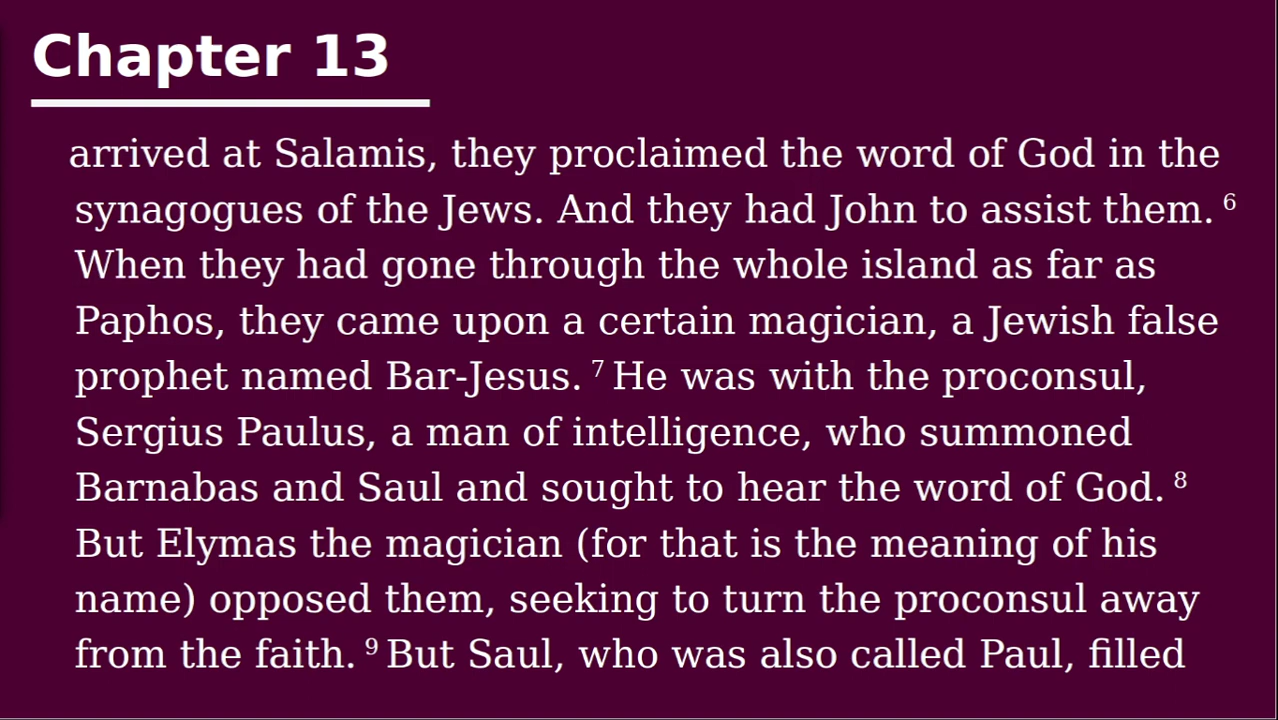 Chapter 13
arrived at Salamis, they proclaimed the word of God in the
synagogues of the Jews. And they had John to assist them. 6
When they had gone through the whole island as far as
Paphos, they came upon a certain magician, a Jewish false
prophet named Bar-Jesus. 7 He was with the proconsul,
Sergius Paulus, a man of intelligence, who summoned
Barnabas and Saul and sought to hear the word of God. 8
But Elymas the magician (for that is the meaning of his
name) opposed them, seeking to turn the proconsul away
from the faith. 9 But Saul, who was also called Paul, filled